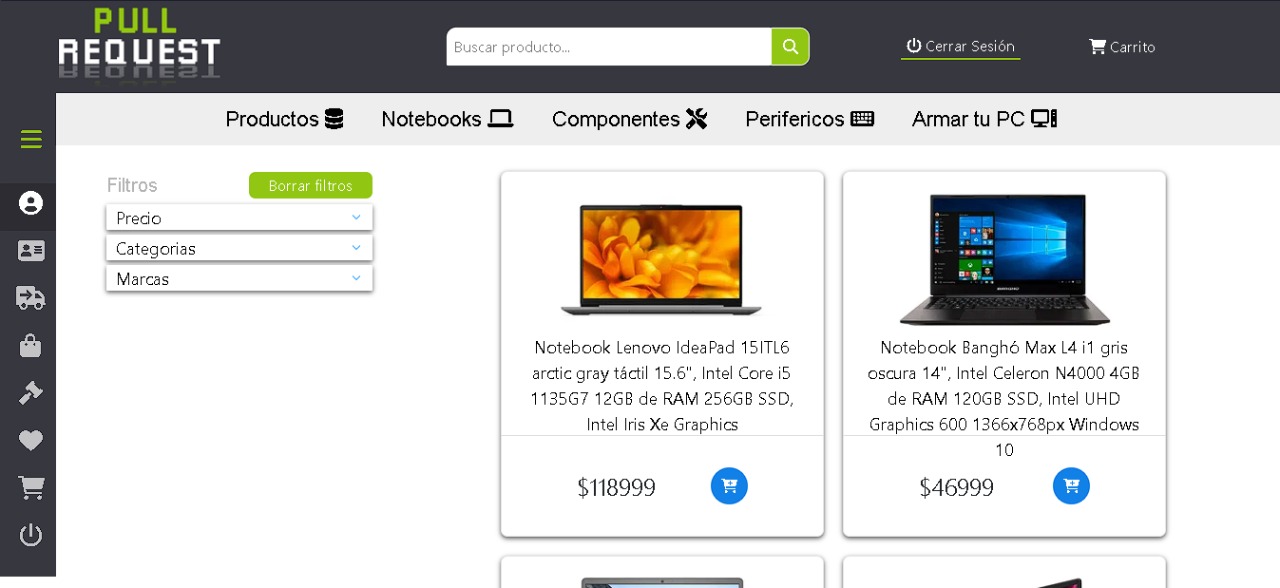 PULL
REQUEST
Buscar producto...
Cerrar Sesión
Carrito
Productos
Notebooks
Componentes
Perifericos
Armar tu PC
Filtros
Borrar filtros
Precio
Categorias
Marcas
Notebook Lenovo IdeaPad 15ITL6
arctic gray táctil 15.6", Intel Core i5
1135G7 12GB de RAM 256GB SSD,
Intel Iris Xe Graphics
$118999
Notebook Banghó Max L4 i1 gris
oscura 14", Intel Celeron N4000 4GB
de RAM 120GB SSD, Intel UHD
Graphics 600 1366x768px Windows
10
$46999